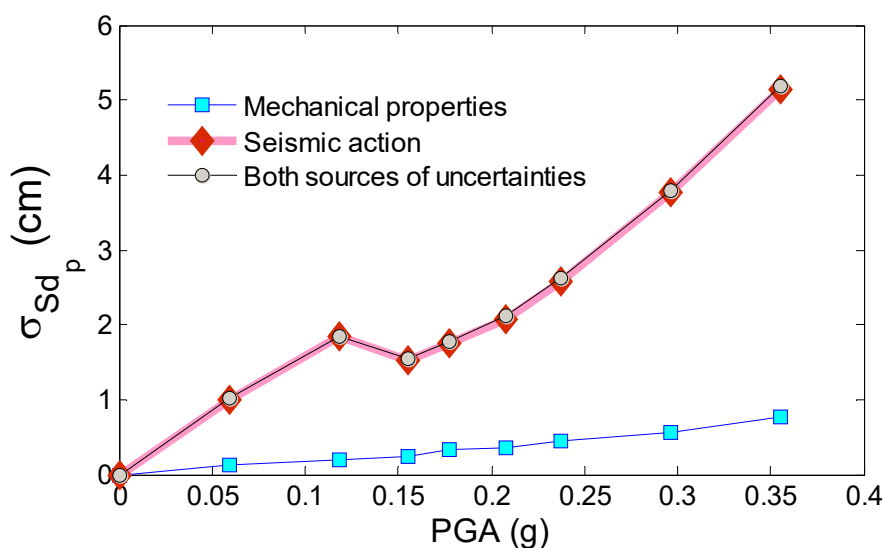 6
5
4
3
2
1
0
σSdp (cm)
Mechanical properties
Seismic action
Both sources of uncertainties
0 0.05 0.1 0.15 0.2 0.25 0.3 0.35 0.4
PGA (g)